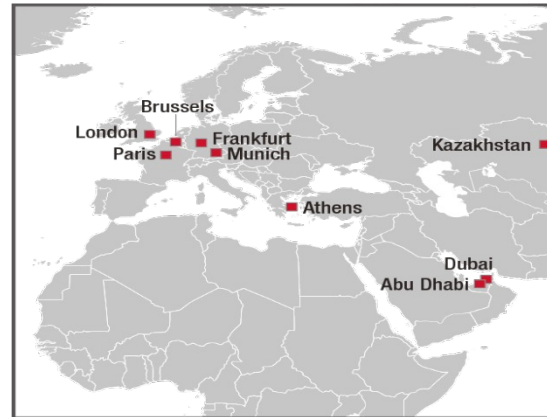 Brussels
London
Frankfurt
Paris
Munich
Kazakhstan
Athens
Dubai
Abu Dhabi